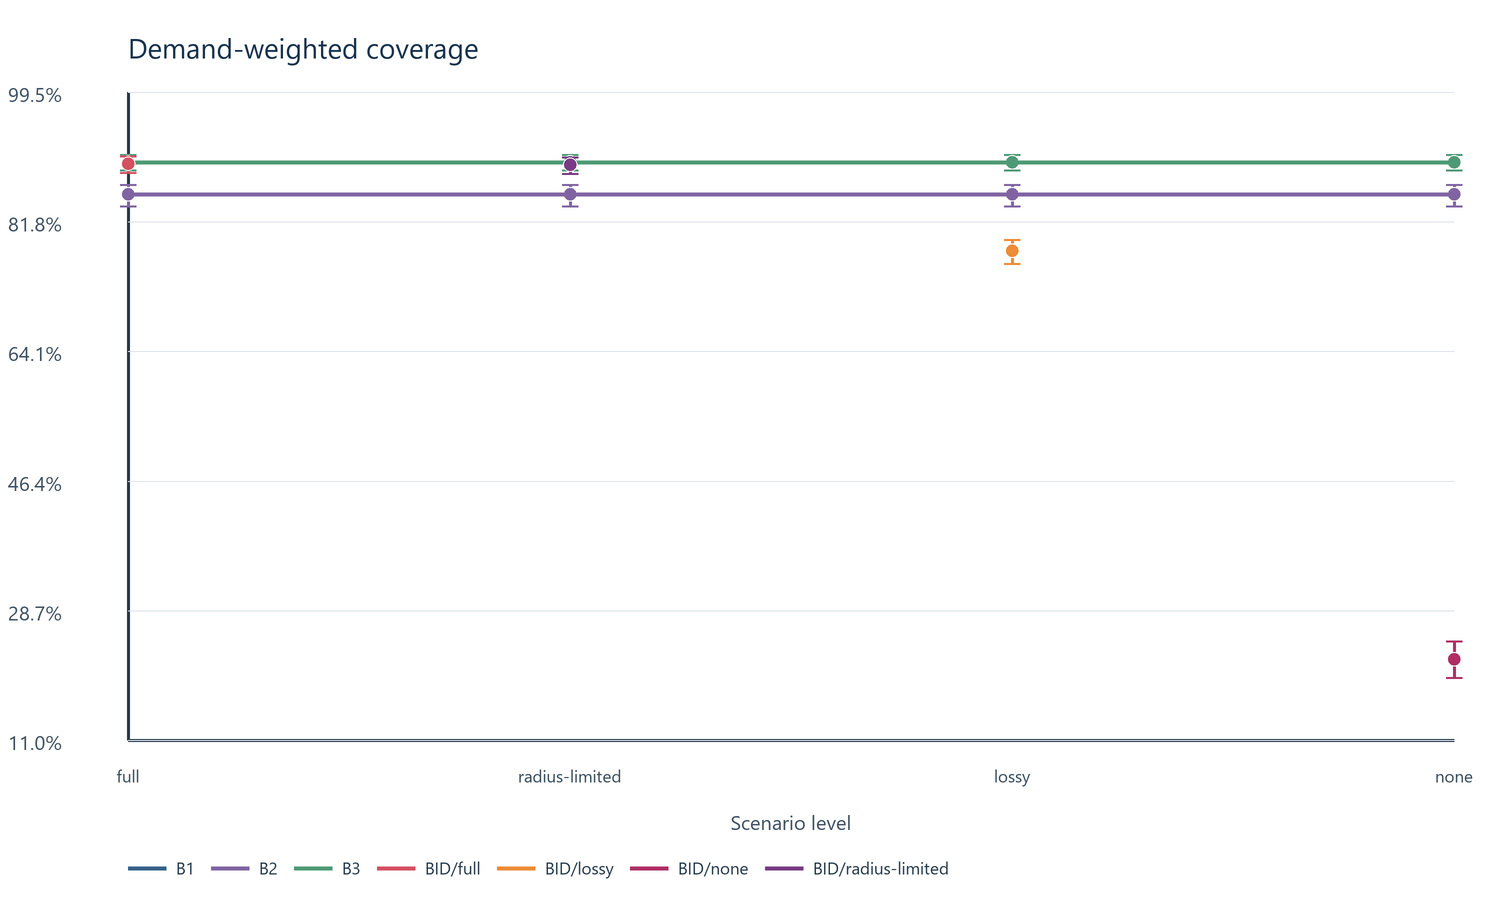 Demand-weighted coverage
99.5%
81.8%
64.1%
46.4%
28.7%
11.0%
full radius-limited lossy none
Scenario level
B1 B2 B3 BID/full BID/lossy BID/none BID/radius-limited